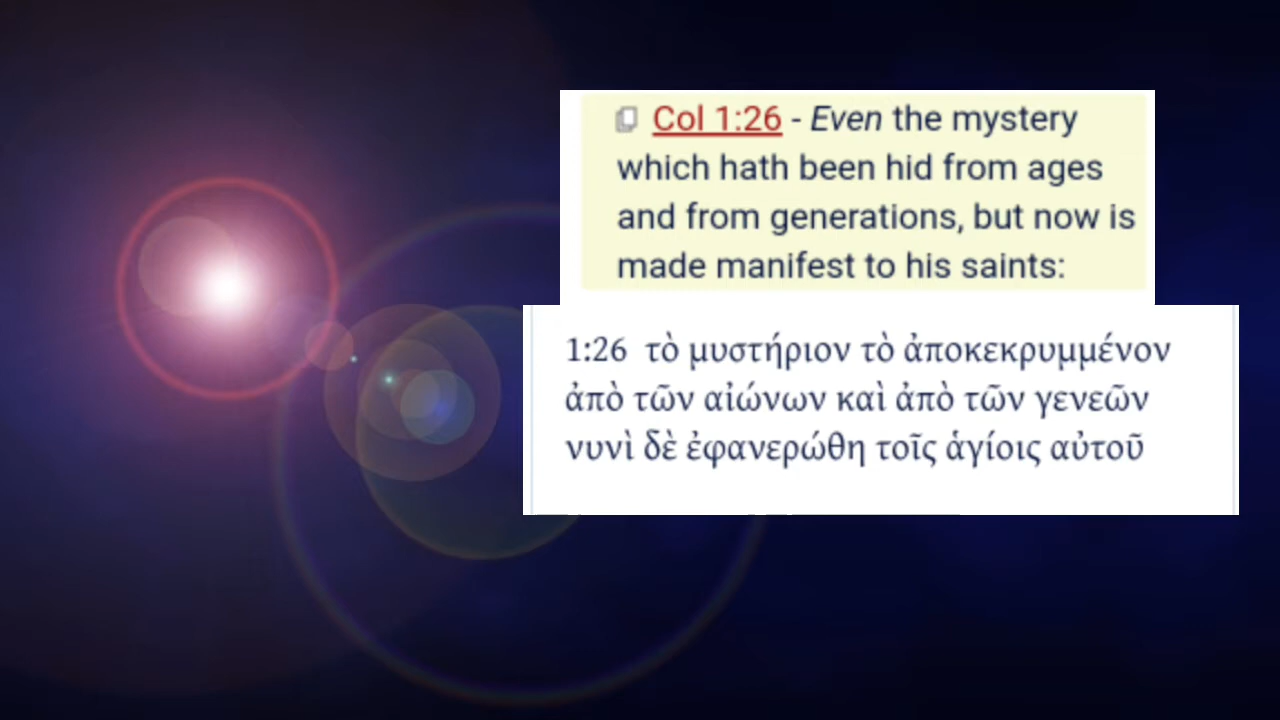 Col 1:26 - Even the mystery
which hath been hid from ages
and from generations, but now is
made manifest to his saints:
1:26 τὸ μυστήριον τὸ ἀποκεκρυμμένον
ἀπὸ τῶν αἰώνων καὶ ἀπὸ τῶν γενεῶν
νυνὶ δὲ ἐφανερώθη τοῖς ἁγίοις αὐτοῦ